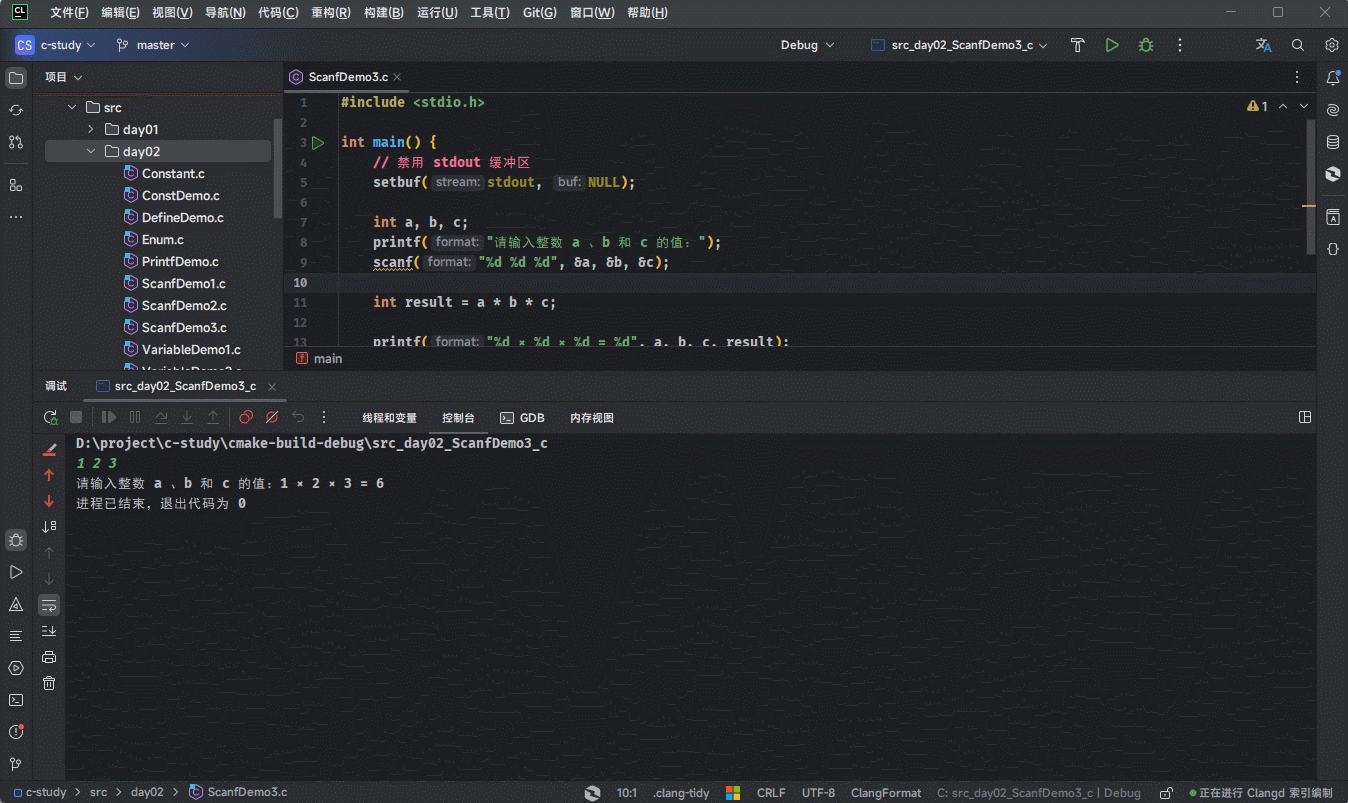 CL 文件(F) 编辑(E) 视图(V) 导航(N) 代码(C) 重构(R) 构建(B) 运行(U) 工具(T) Git(G) 窗口(W) 帮助(H)
CS c-study master Debug src_day02_ScanfDemo3_c
项目
src
day01
day02
Constant.c
ConstDemo.c
DefineDemo.c
Enum.c
PrintfDemo.c
ScanfDemo1.c
ScanfDemo2.c
ScanfDemo3.c
VariableDemo1.c
VariableDemo2.c
ScanfDemo3.c
1 #include <stdio.h>
2
3 int main() {
4 // 禁用 stdout 缓冲区
5 setbuf( stream: stdout, buf: NULL);
6
7 int a, b, c;
8 printf( format: "请输入整数 a 、b 和 c 的值：");
9 scanf( format: "%d %d %d", &a, &b, &c);
10
11 int result = a * b * c;
12
13 printf( format: "%d × %d × %d = %d", a, b, c, result);
1
main
调试 src_day02_ScanfDemo3_c
线程和变量 控制台 GDB 内存视图
D:\project\c-study\cmake-build-debug\src_day02_ScanfDemo3_c
1 2 3
请输入整数 a 、b 和 c 的值：1 × 2 × 3 = 6
进程已结束，退出代码为 0
c-study src day02 ScanfDemo3.c 10:1 .clang-tidy CRLF UTF-8 ClangFormat C: src_day02_ScanfDemo3_c | Debug 正在进行 Clangd 索引编制